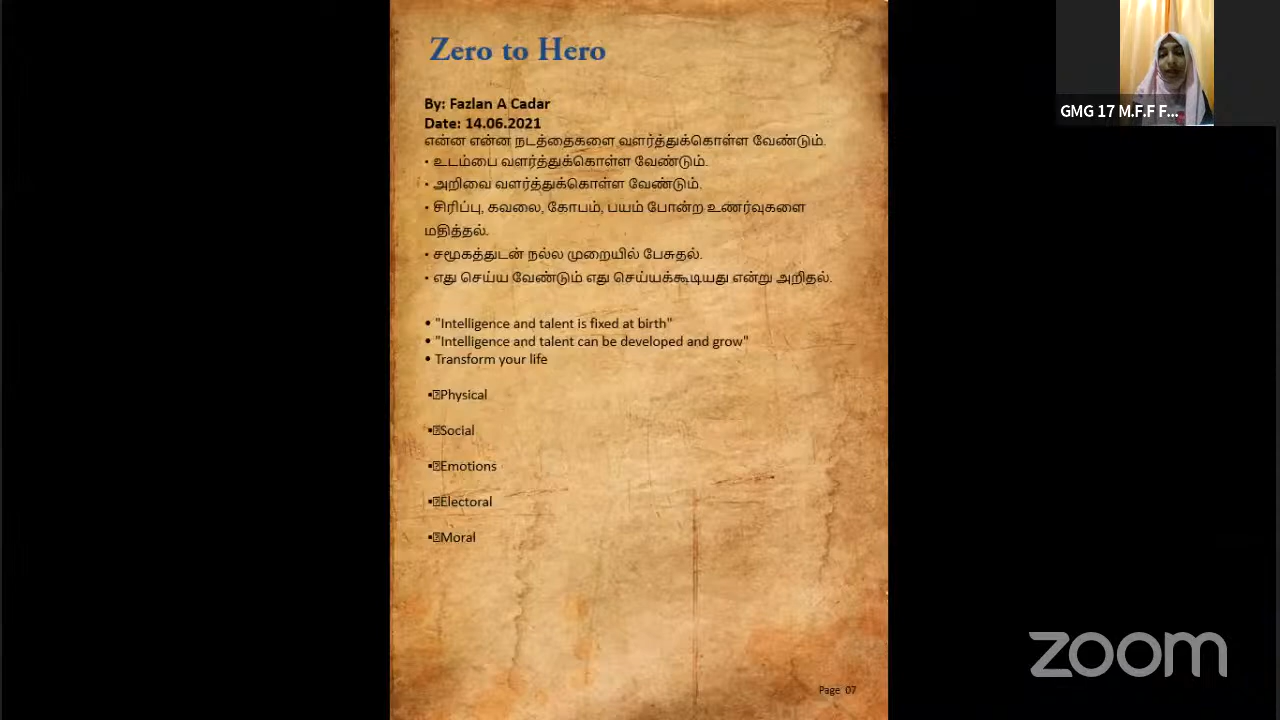 Zero to Hero
GMG 17 M.F.F F...
By: Fazlan A Cadar
Date: 14.06.2021
என்ன என்ன நடத்தைகளை வளர்த்துக்கொள்ள வேண்டும்.
• உடம்பை வளர்த்துக்கொள்ள வேண்டும்.
• அறிவை வளர்த்துக்கொள்ள வேண்டும்.
• சிரிப்பு, கவலை, கோபம், பயம் போன்ற உணர்வுகளை
மதித்தல்.
• சமூகத்துடன் நல்ல முறையில் பேசுதல்.
• எது செய்ய வேண்டும் எது செய்யக்கூடியது என்று அறிதல்.
• "Intelligence and talent is fixed at birth"
• "Intelligence and talent can be developed and grow"
• Transform your life
▪Physical
▪Social
▪Emotions
▪Electoral
▪Moral
zoom
Page 07